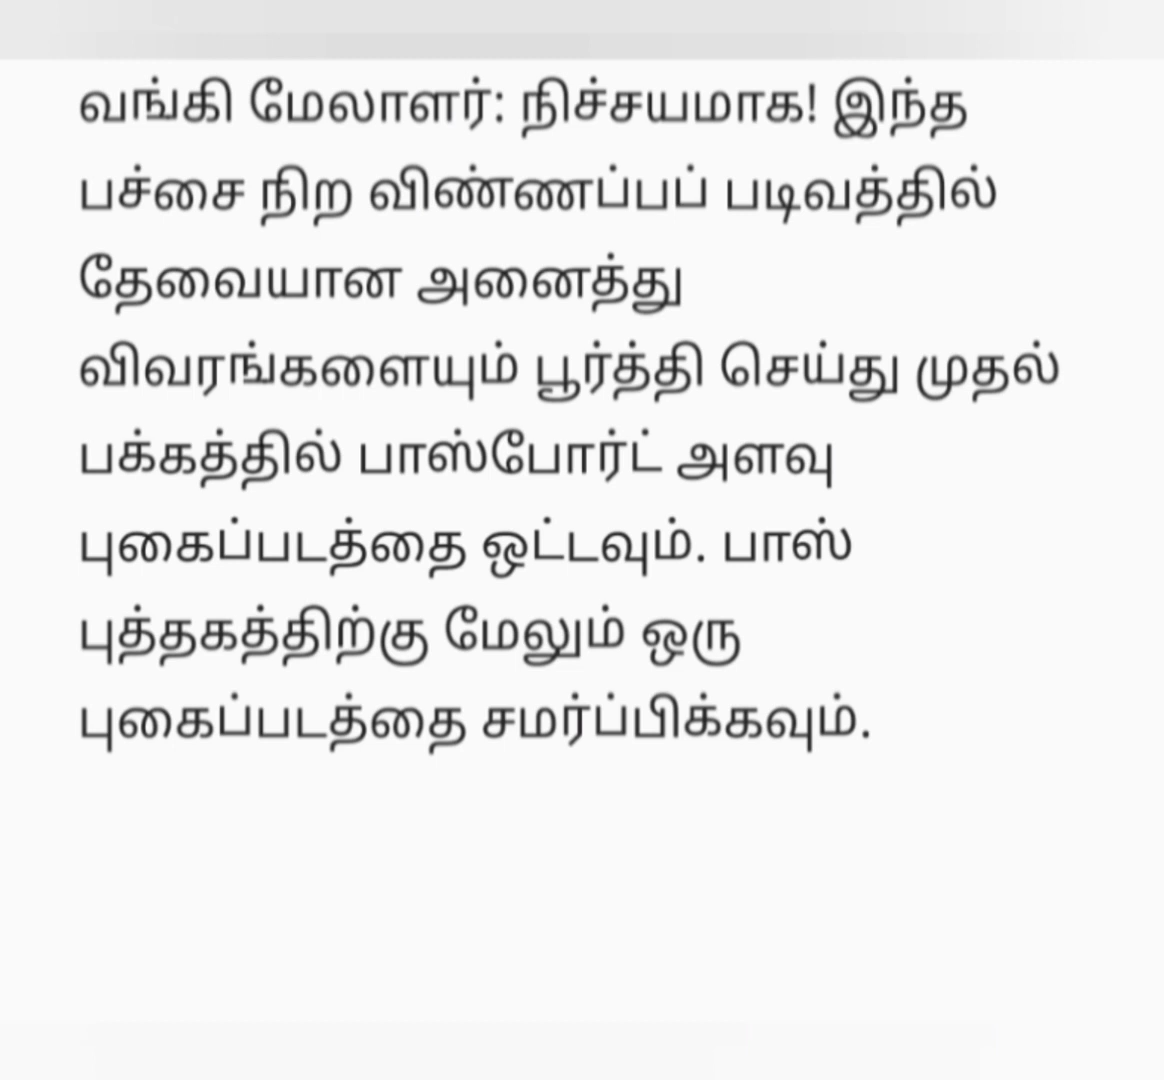 வங்கி மேலாளர்: நிச்சயமாக! இந்த
பச்சை நிற விண்ணப்பப் படிவத்தில்
தேவையான அனைத்து
விவரங்களையும் பூர்த்தி செய்து முதல்
பக்கத்தில் பாஸ்போர்ட் அளவு
புகைப்படத்தை ஒட்டவும். பாஸ்
புத்தகத்திற்கு மேலும் ஒரு
புகைப்படத்தை சமர்ப்பிக்கவும்.